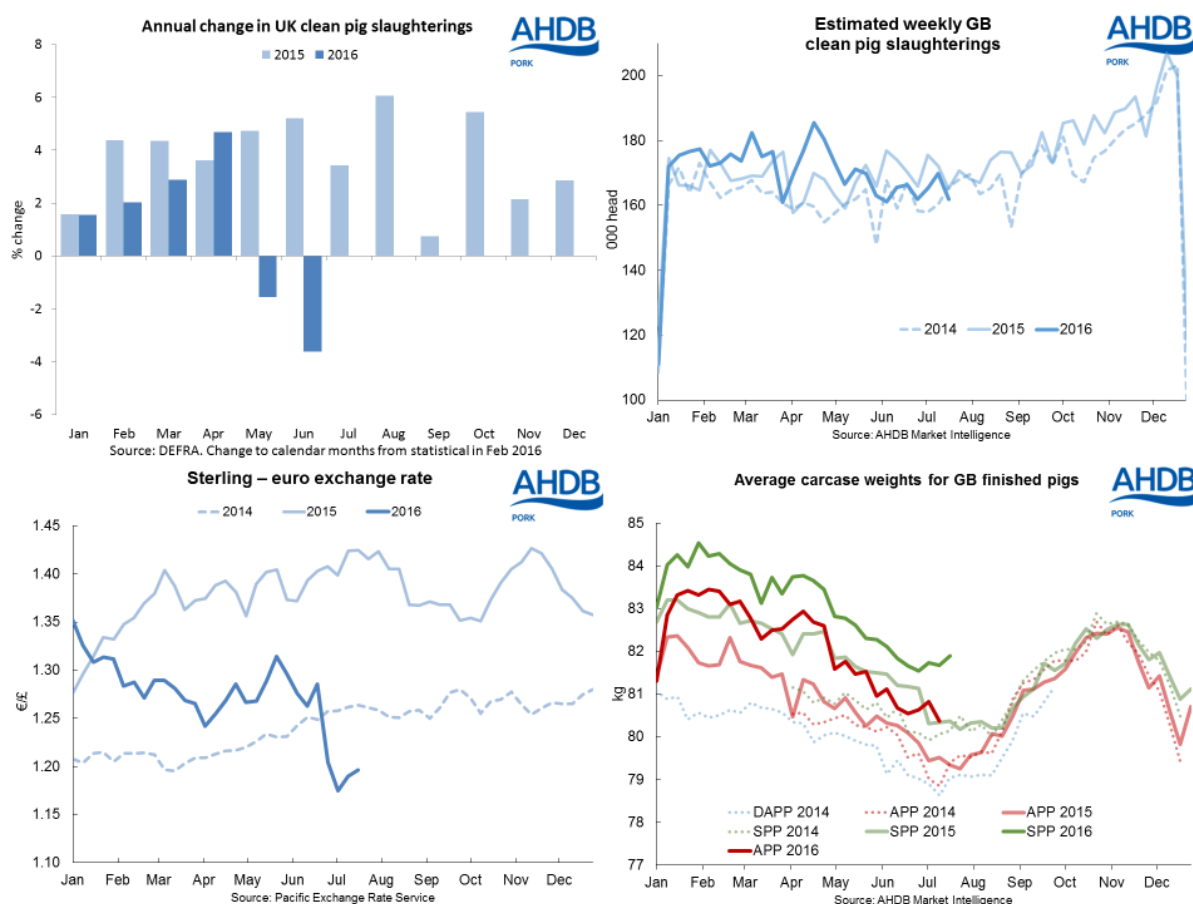 Annual change in UK clean pig slaughterings
AHDB
PORK
2015 2016
8
6
4
2
0
-2
-4
-6
% change
Jan Feb Mar Apr May Jun Jul Aug Sep Oct Nov Dec
Source: DEFRA. Change to calendar months from statistical in Feb 2016
Estimated weekly GB
clean pig slaughterings
AHDB
PORK
200
180
160
140
120
100
000 head
2014 2015 2016
Jan Feb Mar Apr May Jun Jul Aug Sep Oct Nov Dec
Source: AHDB Market Intelligence
Sterling – euro exchange rate
AHDB
PORK
2014 2015 2016
1.45
1.40
1.35
1.30
1.25
1.20
1.15
1.10
€/£
Jan Feb Mar Apr May Jun Jul Aug Sep Oct Nov Dec
Source: Pacific Exchange Rate Service
Average carcase weights for GB finished pigs
AHDB
PORK
85
84
83
82
81
80
79
78
77
kg
DAPP 2014 APP 2014 APP 2015
SPP 2014 SPP 2015 SPP 2016
APP 2016
Jan Feb Mar Apr May Jun Jul Aug Sep Oct Nov Dec
Source: AHDB Market Intelligence